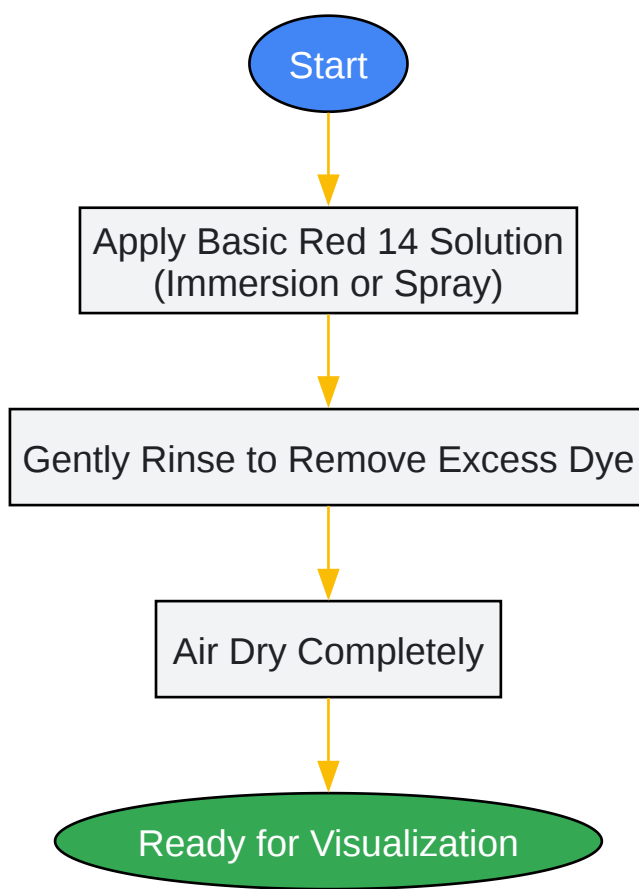 Start
Apply Basic Red 14 Solution
(Immersion or Spray)
Gently Rinse to Remove Excess Dye
Air Dry Completely
Ready for Visualization